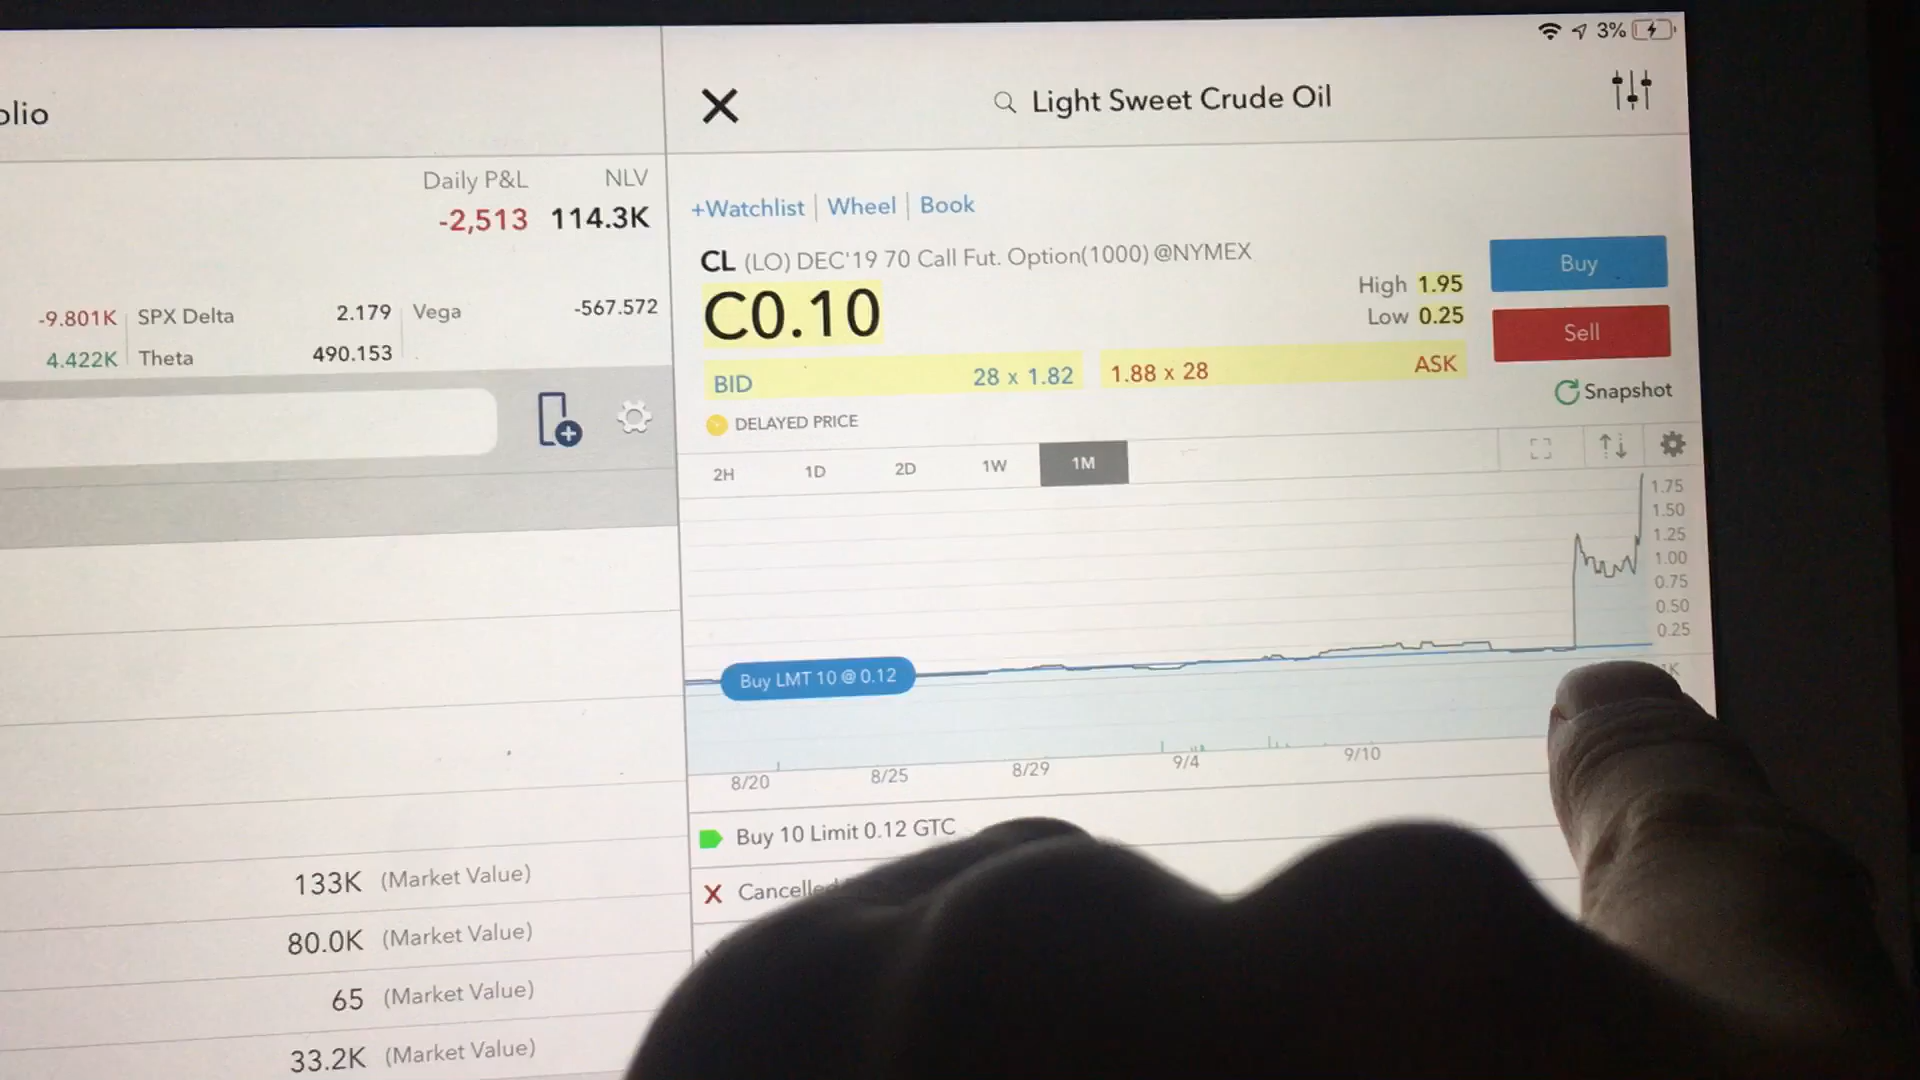 3%
olio
Light Sweet Crude Oil
Daily P&L NLV
-2,513 114.3K
-9.801K SPX Delta 2.179 Vega -567.572
4.422K Theta 490.153
+Watchlist Wheel Book
CL (LO) DEC'19 70 Call Fut. Option(1000) @NYMEX
C0.10
High 1.95
Low 0.25
Buy
Sell
BID 28 x 1.82 1.88 x 28 ASK
Snapshot
DELAYED PRICE
2H 1D 2D 1W 1M
1.75
1.50
1.25
1.00
0.75
0.50
0.25
1K
Buy LMT 10 @ 0.12
8/20 8/25 8/29 9/4 9/10
Buy 10 Limit 0.12 GTC
Cancelled
133K (Market Value)
80.0K (Market Value)
65 (Market Value)
33.2K (Market Value)